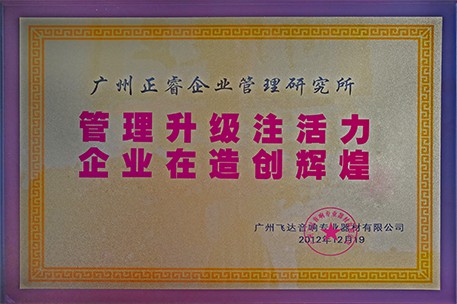 广州正睿企业管理研究所
管理升级注活力
企业在造创辉煌
广州飞达音响专业器材有限公司
2012年12月19